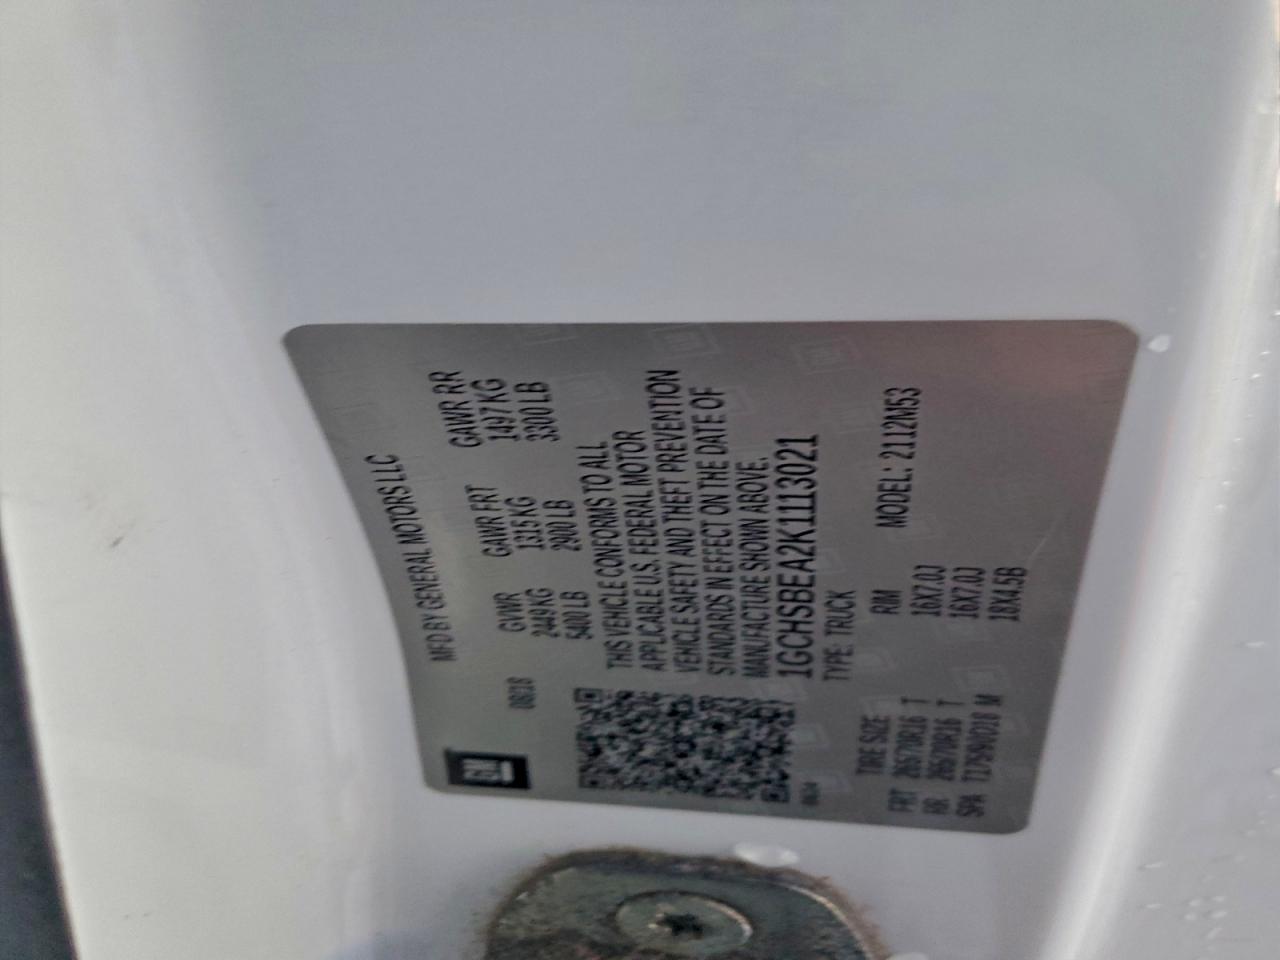 GM
MFD BY GENERAL MOTORS LLC
08/18
GVWR GAWR FRT GAWR RR
2449 KG 1315 KG 1497 KG
5400 LB 2900 LB 3300 LB
THIS VEHICLE CONFORMS TO ALL
APPLICABLE U.S. FEDERAL MOTOR
VEHICLE SAFETY AND THEFT PREVENTION
STANDARDS IN EFFECT ON THE DATE OF
MANUFACTURE SHOWN ABOVE.
1GCHSBEA2K1113021
TYPE: TRUCK
MODEL: 2112M53
TIRE SIZE RIM
FRT 265/70R16 T 16X7.0J
RR 265/70R16 T 16X7.0J
SPA T175/90D18 M 18X4.5B